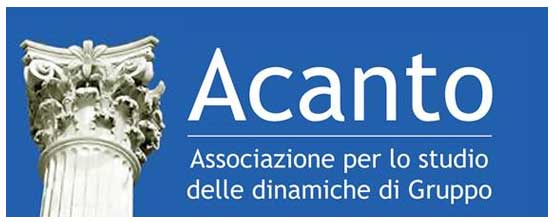 Acanto
Associazione per lo studio
delle dinamiche di Gruppo